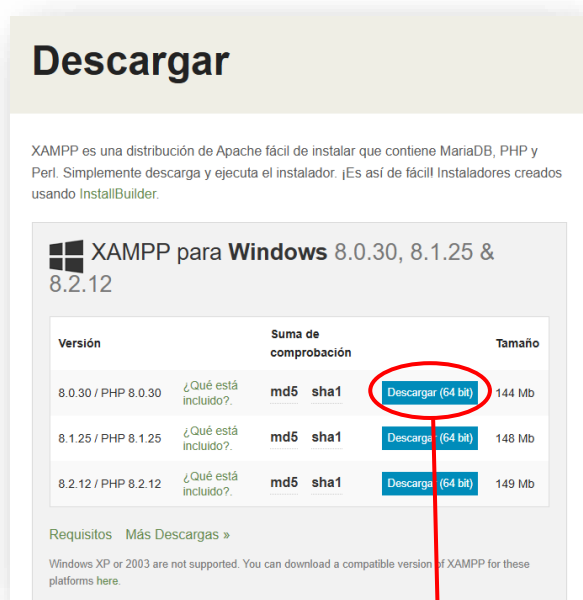 Descargar
XAMPP es una distribución de Apache fácil de instalar que contiene MariaDB, PHP y
Perl. Simplemente descarga y ejecuta el instalador. ¡Es así de fácil! Instaladores creados
usando InstallBuilder.
XAMPP para Windows 8.0.30, 8.1.25 &
8.2.12
Versión Suma de comprobación Tamaño
8.0.30 / PHP 8.0.30 ¿Qué está incluido?. md5 sha1 Descargar (64 bit) 144 Mb
8.1.25 / PHP 8.1.25 ¿Qué está incluido?. md5 sha1 Descargar (64 bit) 148 Mb
8.2.12 / PHP 8.2.12 ¿Qué está incluido?. md5 sha1 Descargar (64 bit) 149 Mb
Requisitos Más Descargas »
Windows XP or 2003 are not supported. You can download a compatible version of XAMPP for these
platforms here.